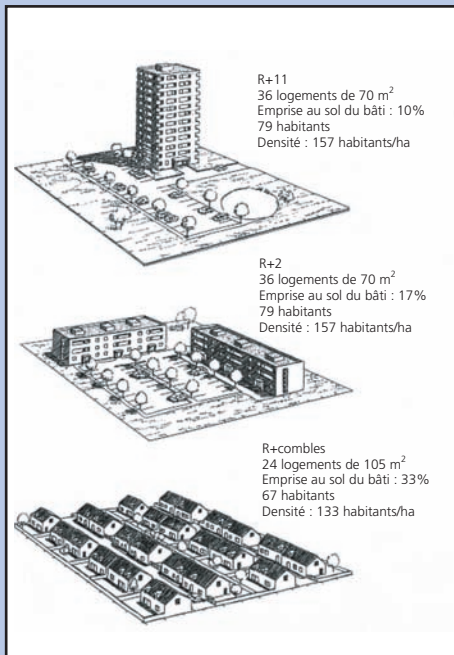 R+11
36 logements de 70 m²
Emprise au sol du bâti : 10%
79 habitants
Densité : 157 habitants/ha
R+2
36 logements de 70 m²
Emprise au sol du bâti : 17%
79 habitants
Densité : 157 habitants/ha
R+combles
24 logements de 105 m²
Emprise au sol du bâti : 33%
67 habitants
Densité : 133 habitants/ha